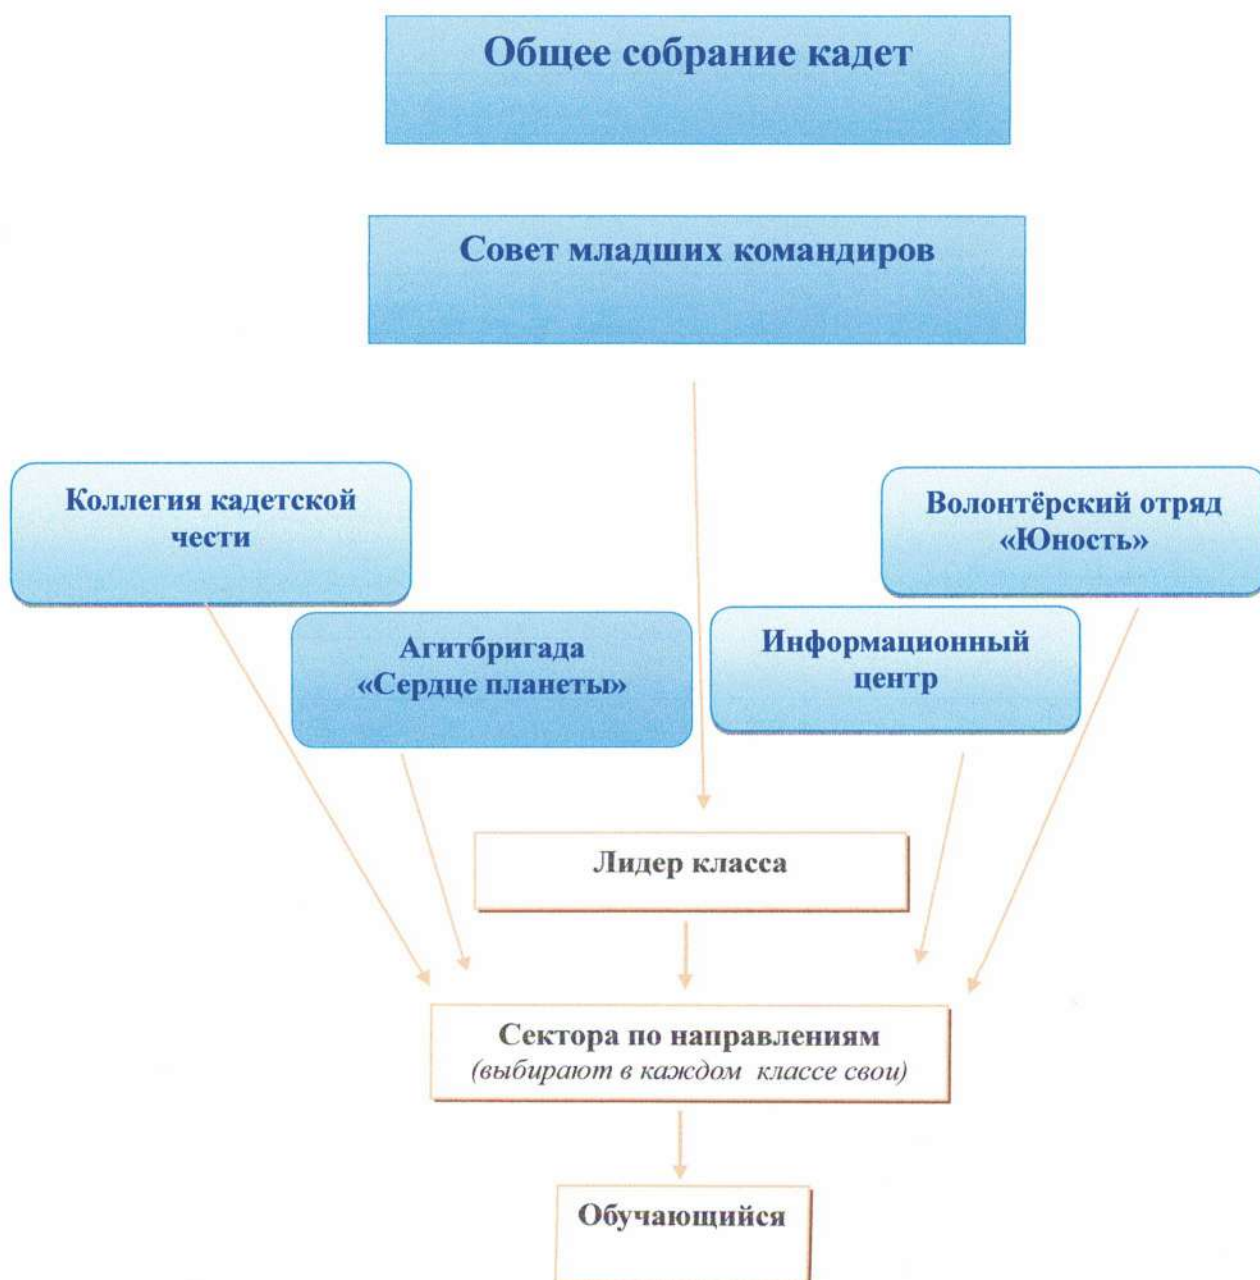 Общее собрание кадет
Совет младших командиров
Коллегия кадетской
чести
Волонтёрский отряд
«Юность»
Агитбригада
«Сердце планеты»
Информационный
центр
Лидер класса
Сектора по направлениям
(выбирают в каждом классе свои)
Обучающийся